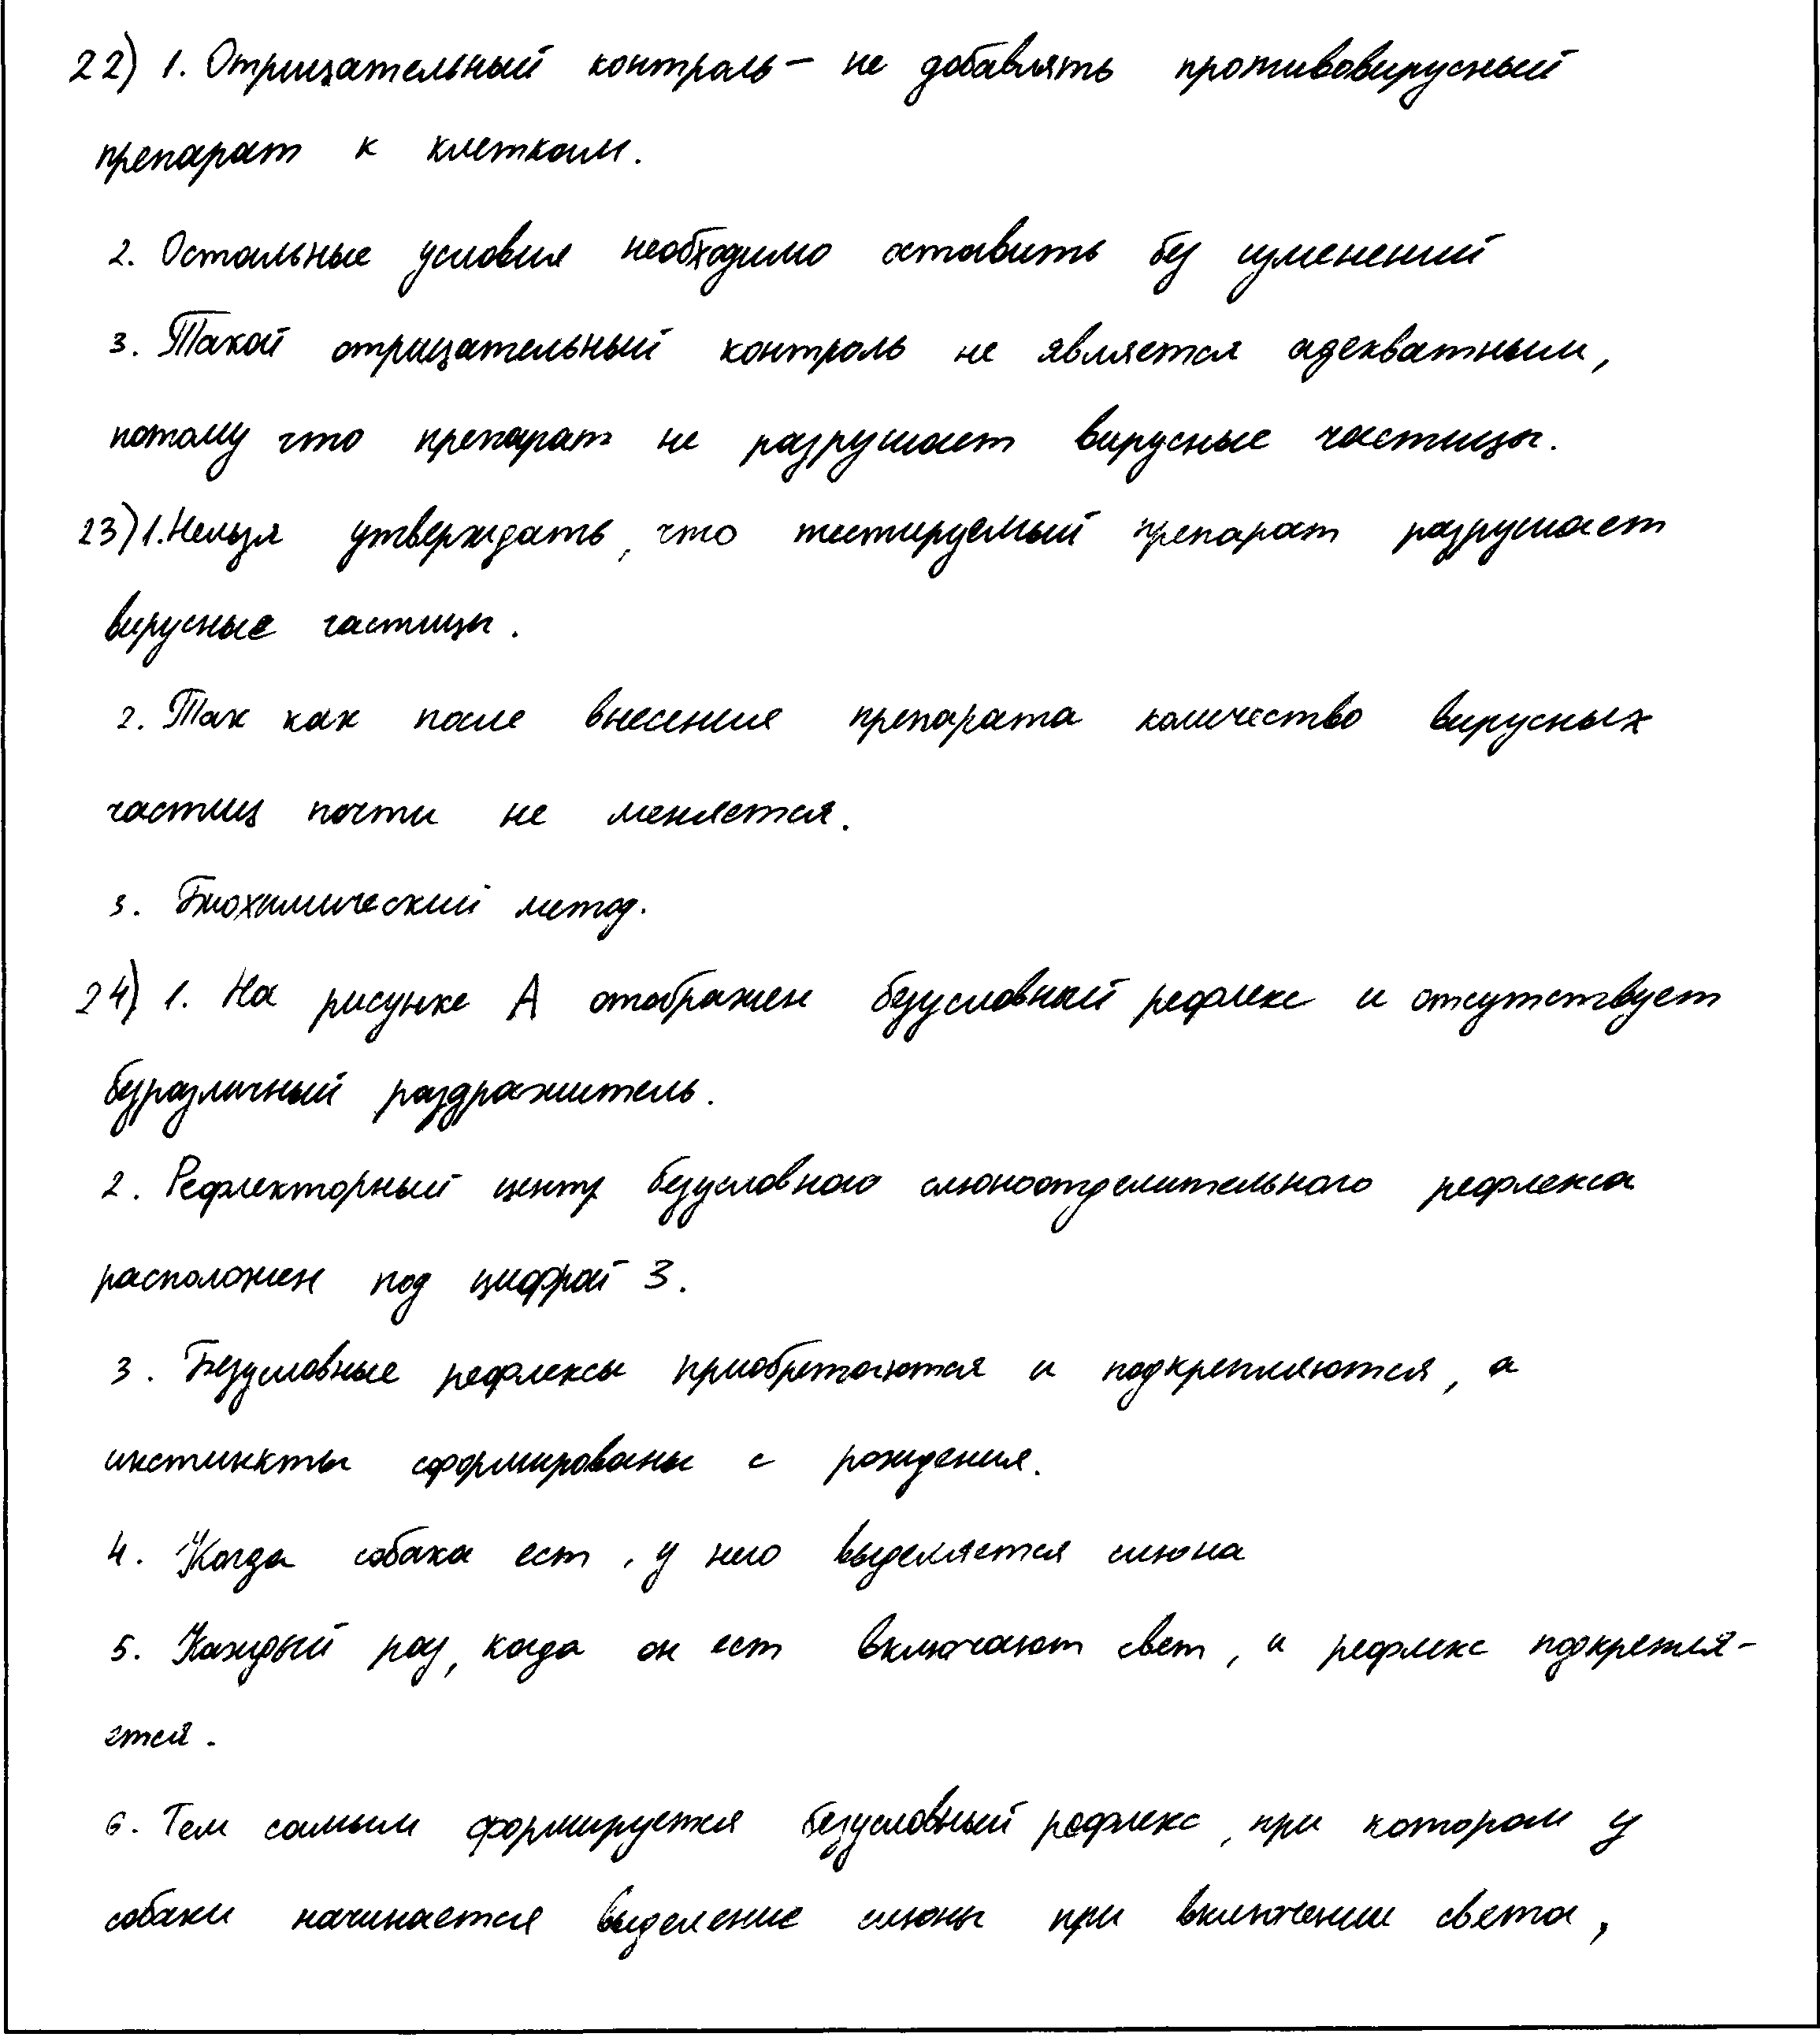 22) 1. Отрицательный контроль – не добавлять противовирусный
препарат к клеткам.
2. Остальные условия необходимо оставить без изменений
3. Такой отрицательный контроль не является адекватным,
потому что препарат не разрушает вирусные частицы.
23) 1. Нельзя утверждать, что тестируемый препарат разрушает
вирусные частицы.
2. Так как после внесения препарата количество вирусных
частиц почти не меняется.
3. Биохимический метод.
24) 1. На рисунке А отображен безусловный рефлекс и отсутствует
безразличный раздражитель.
2. Рефлекторный центр безусловного слюноотделительного рефлекса
расположен под цифрой 3.
3. Безусловные рефлексы приобретаются и подкрепляются, а
инстинкты сформированы с рождения.
4. Когда собака ест, у него выделяется слюна
5. Каждый раз, когда он ест включают свет, и рефлекс подкрепля-
ется.
6. Тем самым формируется безусловный рефлекс, при котором у
собаки начинается выделение слюны при включении света,